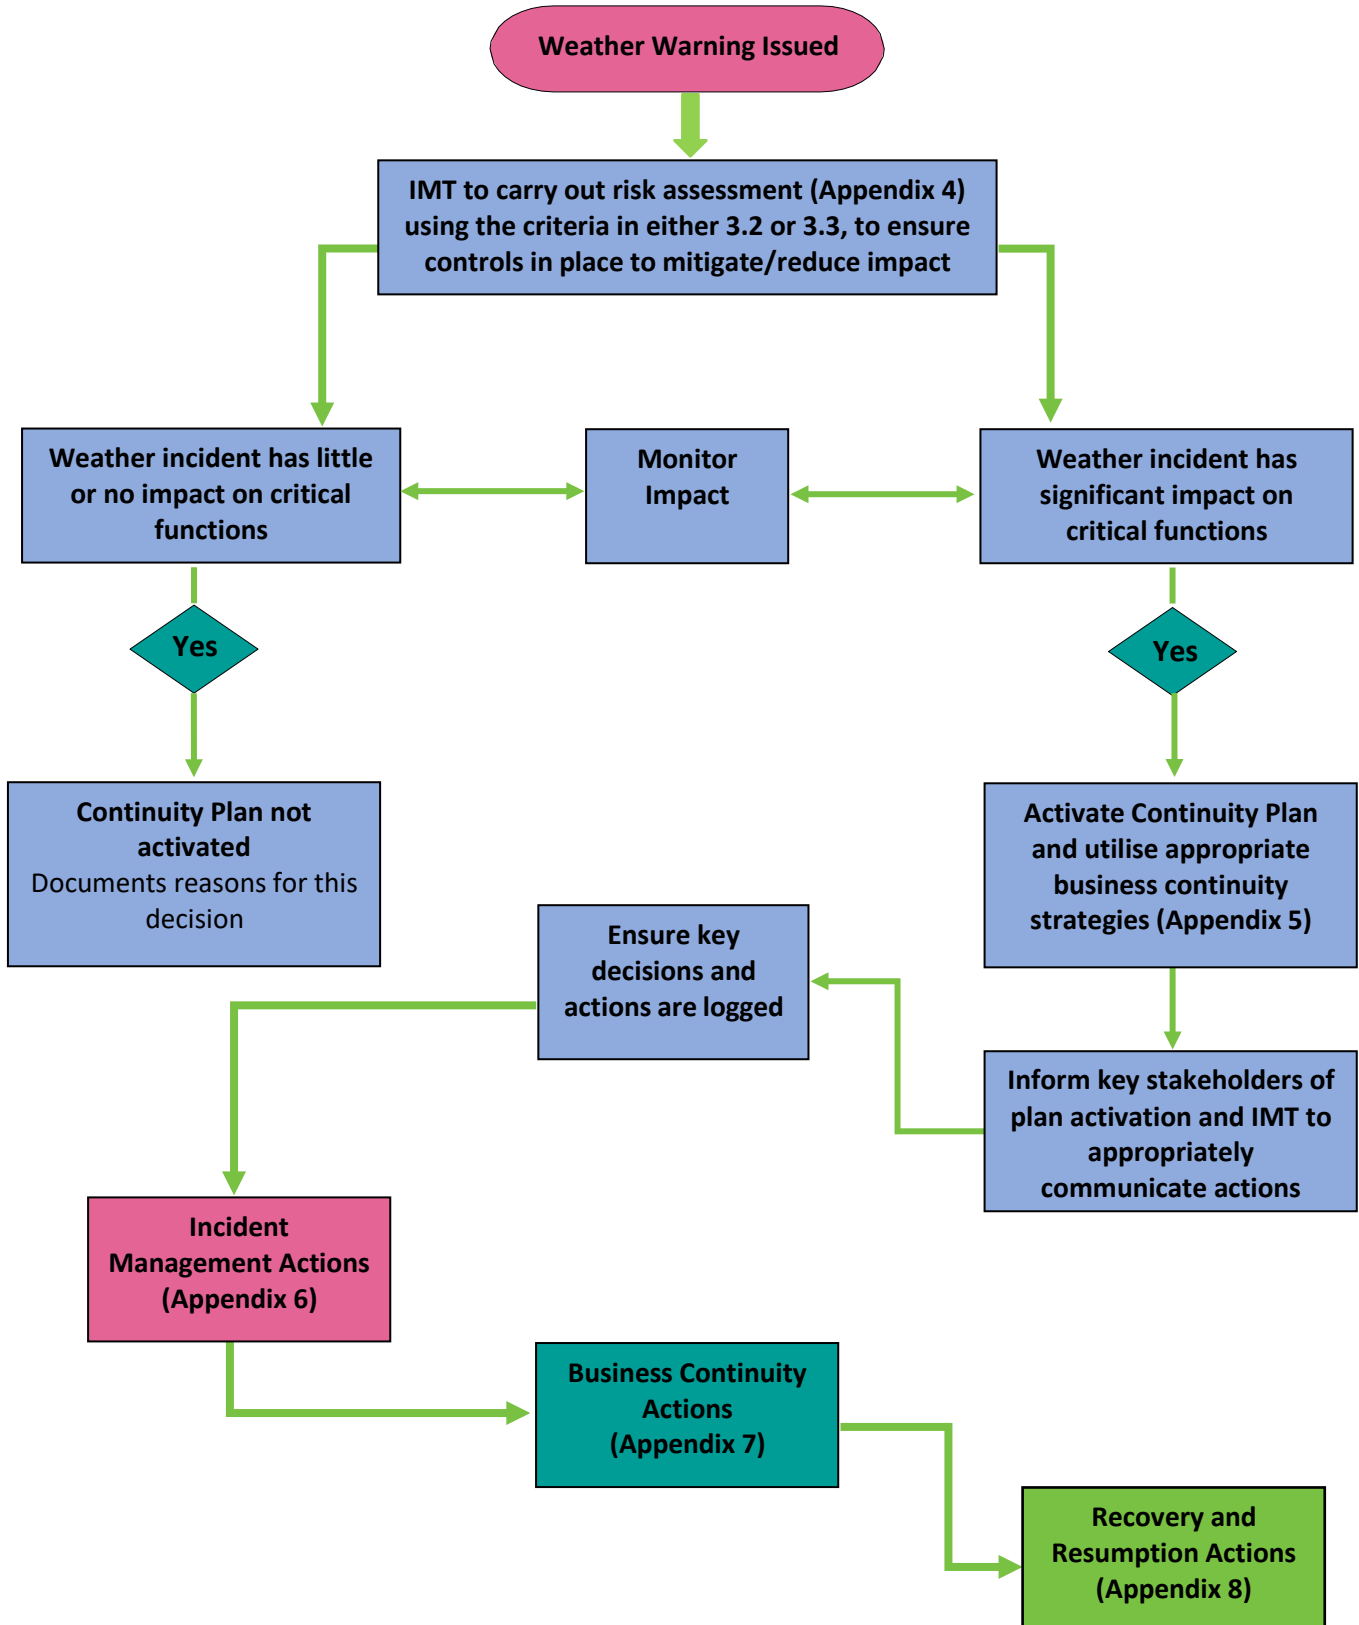 Weather Warning Issued
IMT to carry out risk assessment (Appendix 4)
using the criteria in either 3.2 or 3.3, to ensure
controls in place to mitigate/reduce impact
Weather incident has little
or no impact on critical
functions
Monitor
Impact
Weather incident has
significant impact on
critical functions
Yes
Yes
Continuity Plan not
activated
Documents reasons for this
decision
Activate Continuity Plan
and utilise appropriate
business continuity
strategies (Appendix 5)
Ensure key
decisions and
actions are logged
Inform key stakeholders of
plan activation and IMT to
appropriately
communicate actions
Incident
Management Actions
(Appendix 6)
Business Continuity
Actions
(Appendix 7)
Recovery and
Resumption Actions
(Appendix 8)